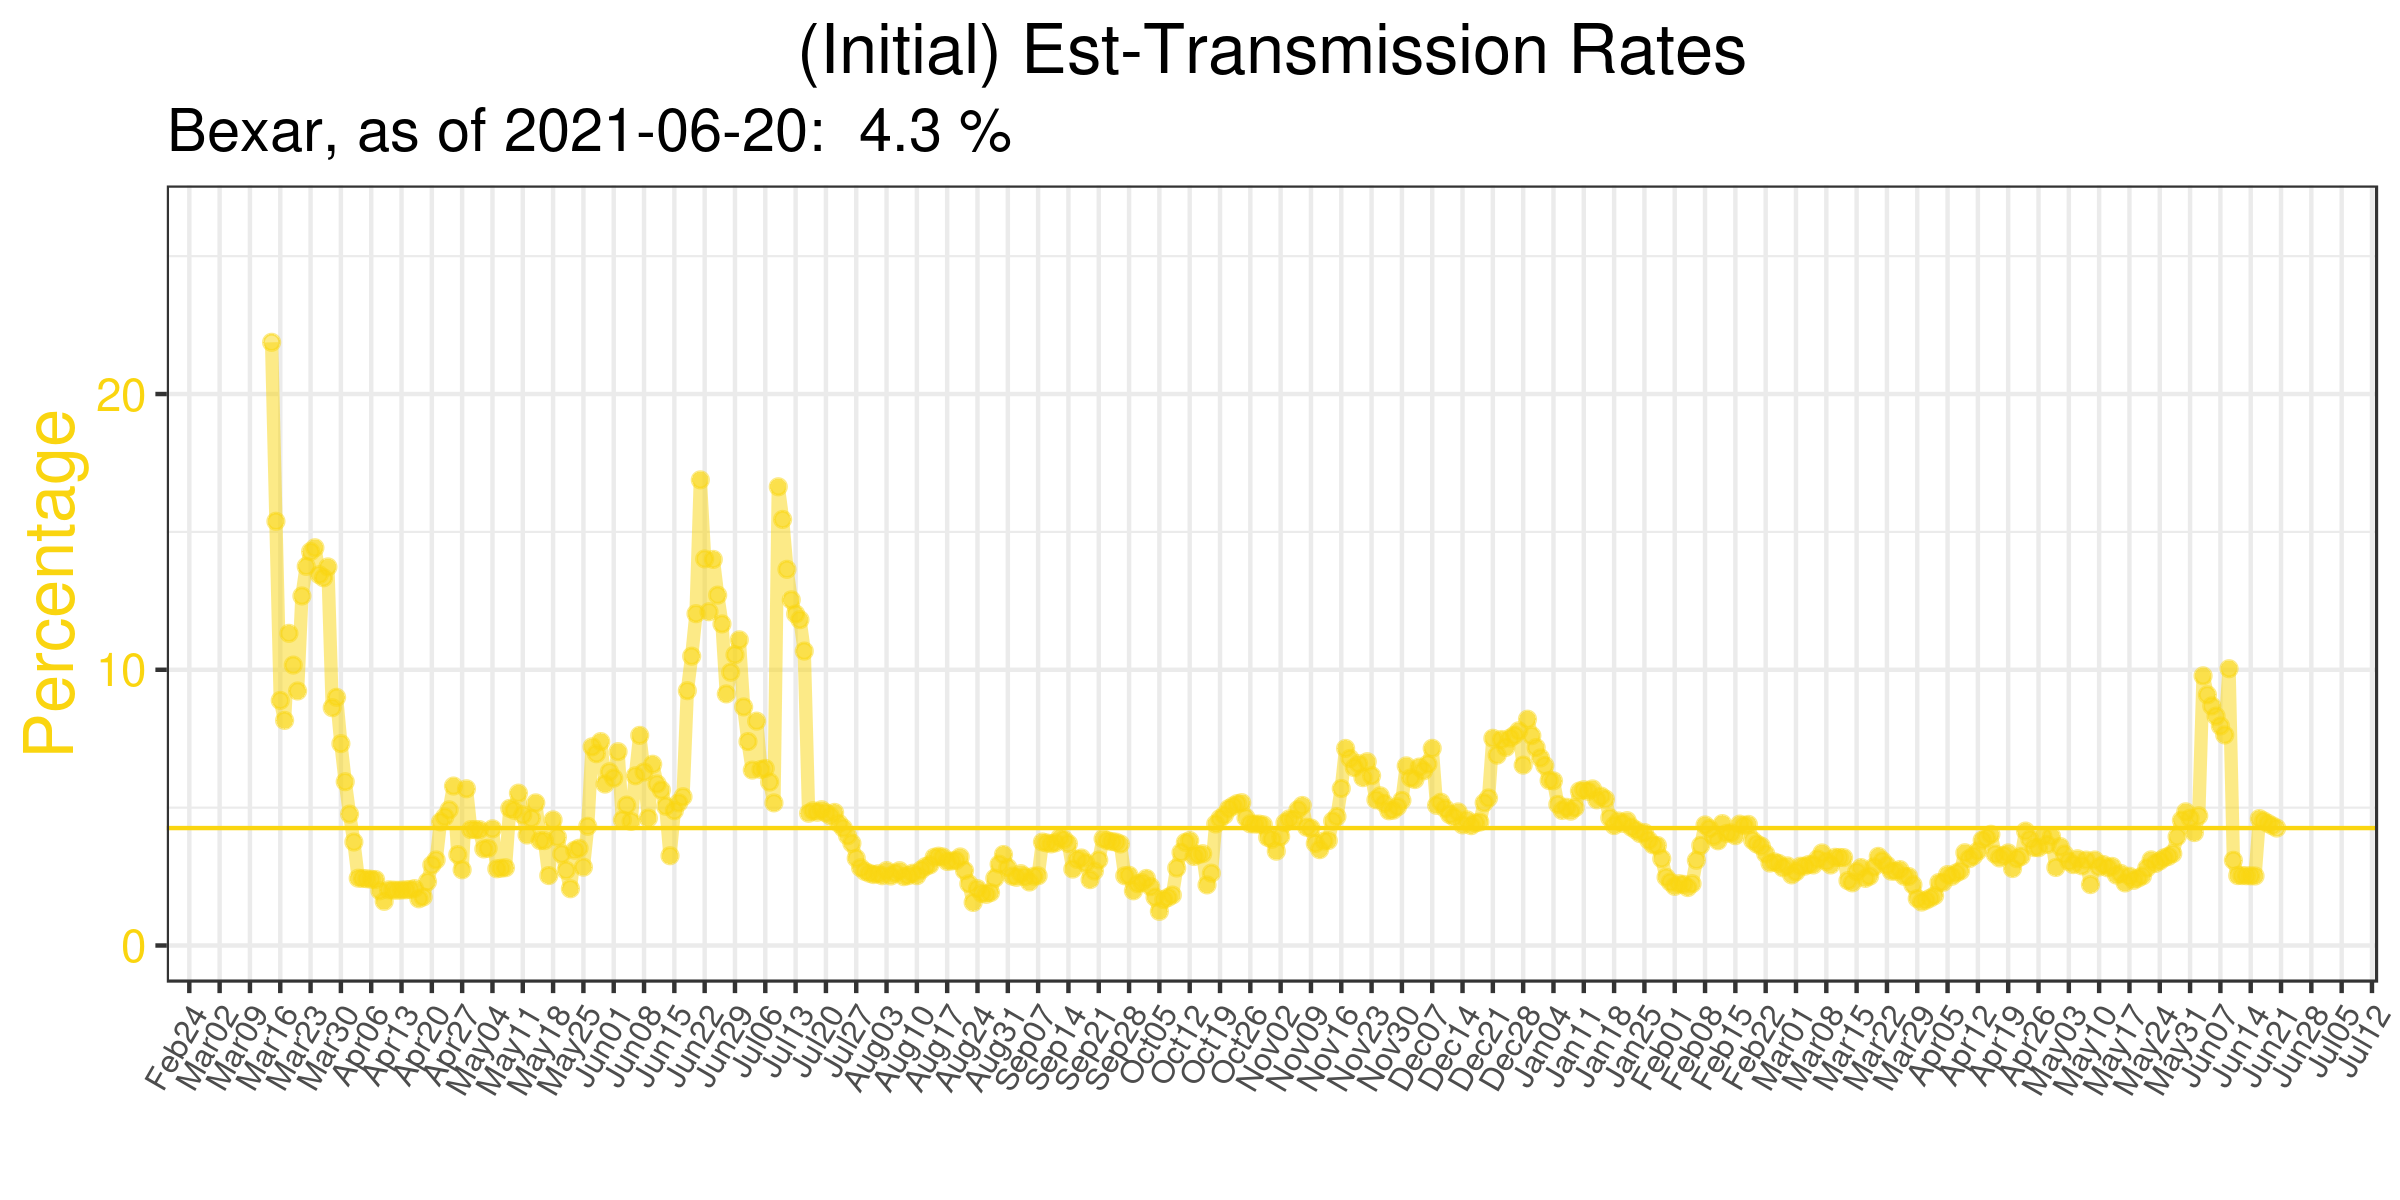 (Initial) Est-Transmission Rates
Bexar, as of 2021-06-20:  4.3 %
Percentage
20
10
0
Feb24
Mar02
Mar09
Mar16
Mar23
Mar30
Apr06
Apr13
Apr20
Apr27
May04
May11
May18
May25
Jun01
Jun08
Jun15
Jun22
Jun29
Jul06
Jul13
Jul20
Jul27
Aug03
Aug10
Aug17
Aug24
Aug31
Sep07
Sep14
Sep21
Sep28
Oct05
Oct12
Oct19
Oct26
Nov02
Nov09
Nov16
Nov23
Nov30
Dec07
Dec14
Dec21
Dec28
Jan04
Jan11
Jan18
Jan25
Feb01
Feb08
Feb15
Feb22
Mar01
Mar08
Mar15
Mar22
Mar29
Apr05
Apr12
Apr19
Apr26
May03
May10
May17
May24
May31
Jun07
Jun14
Jun21
Jun28
Jul05
Jul12